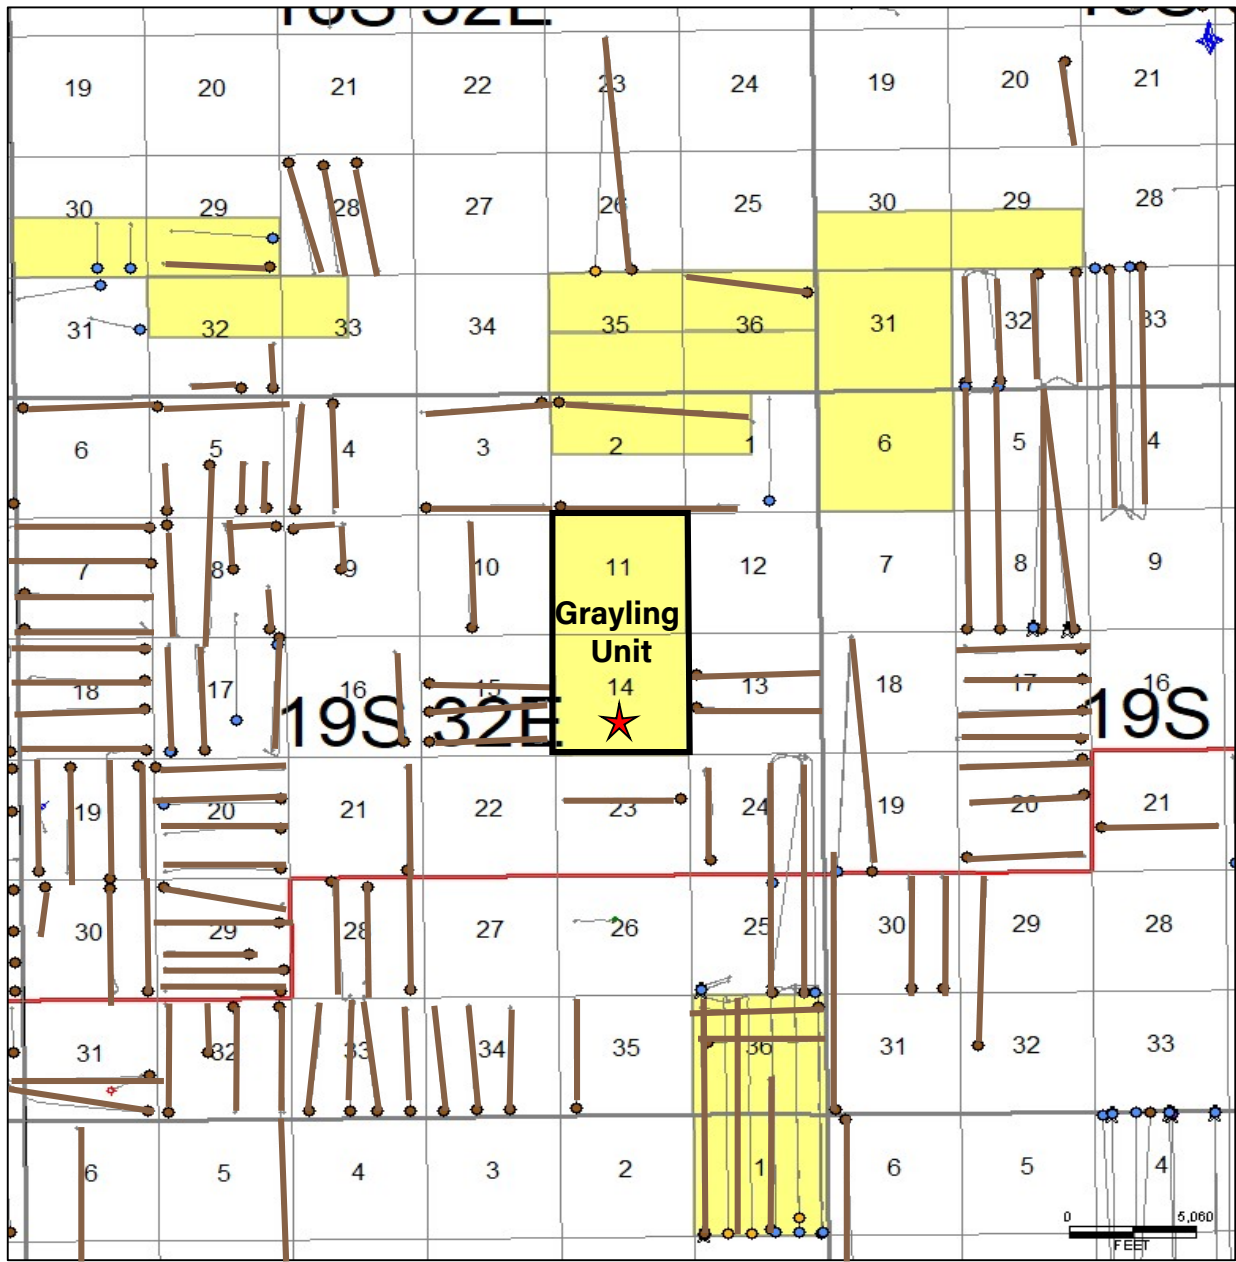 18S 32E
19 20 21 22 23 24 19 20 21
30 29 28 27 26 25 30 29 28
31 32 33 34 35 36 31 32 33
6 5 4 3 2 1 6 5 4
7 8 9 10 11 12 7 8 9
Grayling
Unit
18 17 16 15 14 13 18 17 16
19S 32E 19S
19 20 21 22 23 24 19 20 21
30 29 28 27 26 25 30 29 28
31 32 33 34 35 36 31 32 33
6 5 4 3 2 1 6 5 4
0 5,060
FEET